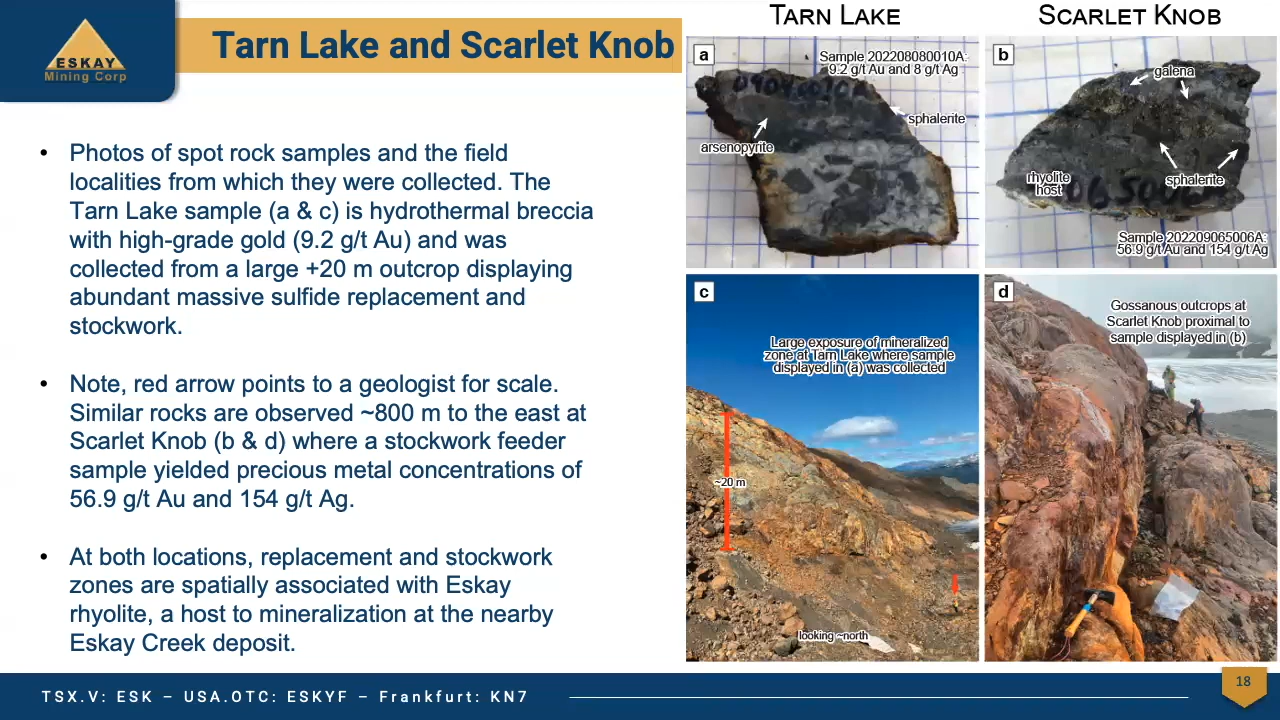 ESKAY
Mining Corp
Tarn Lake and Scarlet Knob
• Photos of spot rock samples and the field
localities from which they were collected. The
Tarn Lake sample (a & c) is hydrothermal breccia
with high-grade gold (9.2 g/t Au) and was
collected from a large +20 m outcrop displaying
abundant massive sulfide replacement and
stockwork.
• Note, red arrow points to a geologist for scale.
Similar rocks are observed ~800 m to the east at
Scarlet Knob (b & d) where a stockwork feeder
sample yielded precious metal concentrations of
56.9 g/t Au and 154 g/t Ag.
• At both locations, replacement and stockwork
zones are spatially associated with Eskay
rhyolite, a host to mineralization at the nearby
Eskay Creek deposit.
TARN LAKE
a
Sample 202208080010A:
9.2 g/t Au and 8 g/t Ag
sphalerite
arsenopyrite
SCARLET KNOB
b
galena
rhyolite
host
sphalerite
Sample 202209065006A:
56.9 g/t Au and 154 g/t Ag
c
Large exposure of mineralized
zone at Tarn Lake where sample
displayed in (a) was collected
~20 m
looking ~north
d
Gossanous outcrops at
Scarlet Knob proximal to
sample displayed in (b)
TSX.V: ESK – USA.OTC: ESKYF – Frankfurt: KN7
18